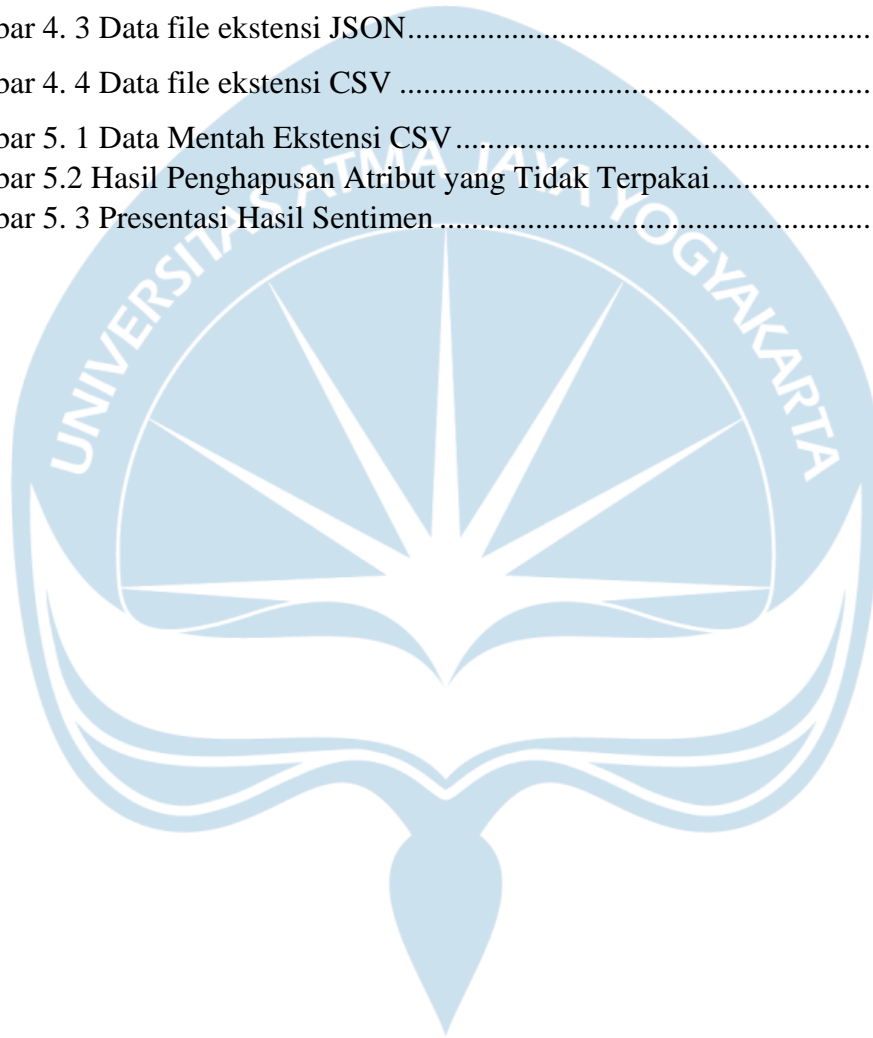 bar 4. 3 Data file ekstensi JSON......................................................................
bar 4. 4 Data file ekstensi CSV ......................................................................
bar 5. 1 Data Mentah Ekstensi CSV..............................................................
bar 5.2 Hasil Penghapusan Atribut yang Tidak Terpakai........................
bar 5. 3 Presentasi Hasil Sentimen .................................................................
UNIVERSITAS ATMA JAYA YOGYAKARTA